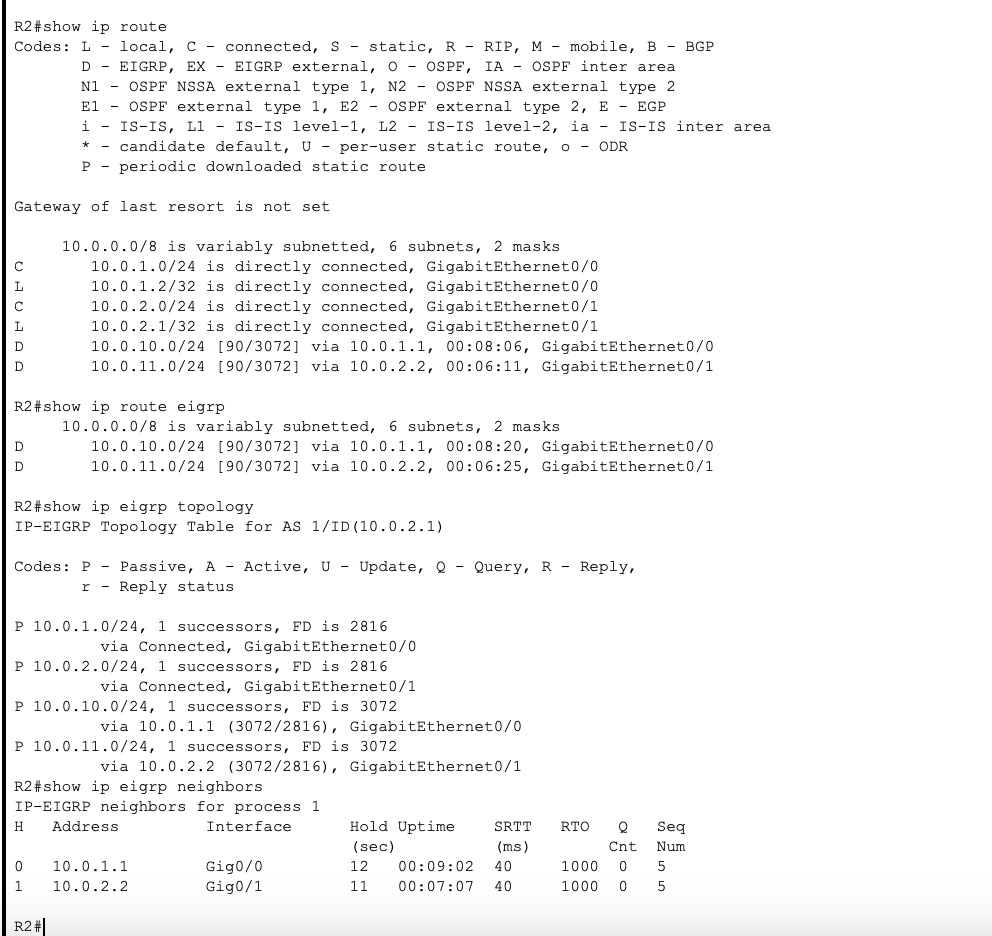 R2#show ip route
Codes: L - local, C - connected, S - static, R - RIP, M - mobile, B - BGP
       D - EIGRP, EX - EIGRP external, O - OSPF, IA - OSPF inter area
       N1 - OSPF NSSA external type 1, N2 - OSPF NSSA external type 2
       E1 - OSPF external type 1, E2 - OSPF external type 2, E - EGP
       i - IS-IS, L1 - IS-IS level-1, L2 - IS-IS level-2, ia - IS-IS inter area
       * - candidate default, U - per-user static route, o - ODR
       P - periodic downloaded static route

Gateway of last resort is not set

     10.0.0.0/8 is variably subnetted, 6 subnets, 2 masks
C       10.0.1.0/24 is directly connected, GigabitEthernet0/0
L       10.0.1.2/32 is directly connected, GigabitEthernet0/0
C       10.0.2.0/24 is directly connected, GigabitEthernet0/1
L       10.0.2.1/32 is directly connected, GigabitEthernet0/1
D       10.0.10.0/24 [90/3072] via 10.0.1.1, 00:08:06, GigabitEthernet0/0
D       10.0.11.0/24 [90/3072] via 10.0.2.2, 00:06:11, GigabitEthernet0/1

R2#show ip route eigrp
     10.0.0.0/8 is variably subnetted, 6 subnets, 2 masks
D       10.0.10.0/24 [90/3072] via 10.0.1.1, 00:08:20, GigabitEthernet0/0
D       10.0.11.0/24 [90/3072] via 10.0.2.2, 00:06:25, GigabitEthernet0/1

R2#show ip eigrp topology
IP-EIGRP Topology Table for AS 1/ID(10.0.2.1)

Codes: P - Passive, A - Active, U - Update, Q - Query, R - Reply,
       r - Reply status

P 10.0.1.0/24, 1 successors, FD is 2816
         via Connected, GigabitEthernet0/0
P 10.0.2.0/24, 1 successors, FD is 2816
         via Connected, GigabitEthernet0/1
P 10.0.10.0/24, 1 successors, FD is 3072
         via 10.0.1.1 (3072/2816), GigabitEthernet0/0
P 10.0.11.0/24, 1 successors, FD is 3072
         via 10.0.2.2 (3072/2816), GigabitEthernet0/1
R2#show ip eigrp neighbors
IP-EIGRP neighbors for process 1
H   Address         Interface      Hold Uptime    SRTT   RTO   Q   Seq
                                   (sec)          (ms)        Cnt  Num
0   10.0.1.1        Gig0/0         12   00:09:02  40     1000  0   5
1   10.0.2.2        Gig0/1         11   00:07:07  40     1000  0   5

R2#